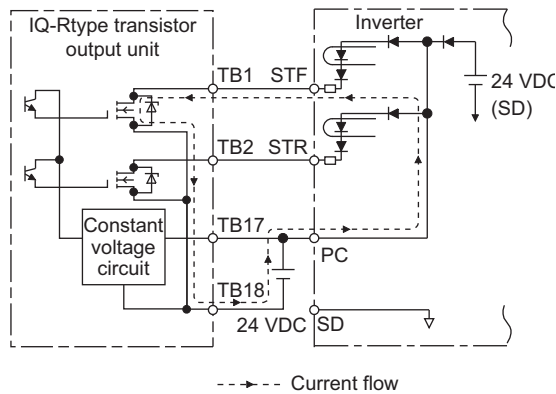 IQ-Rtype transistor
output unit
Inverter
TB1 STF
24 VDC
(SD)
TB2 STR
Constant
voltage
circuit
TB17
PC
TB18
24 VDC
SD
Current flow